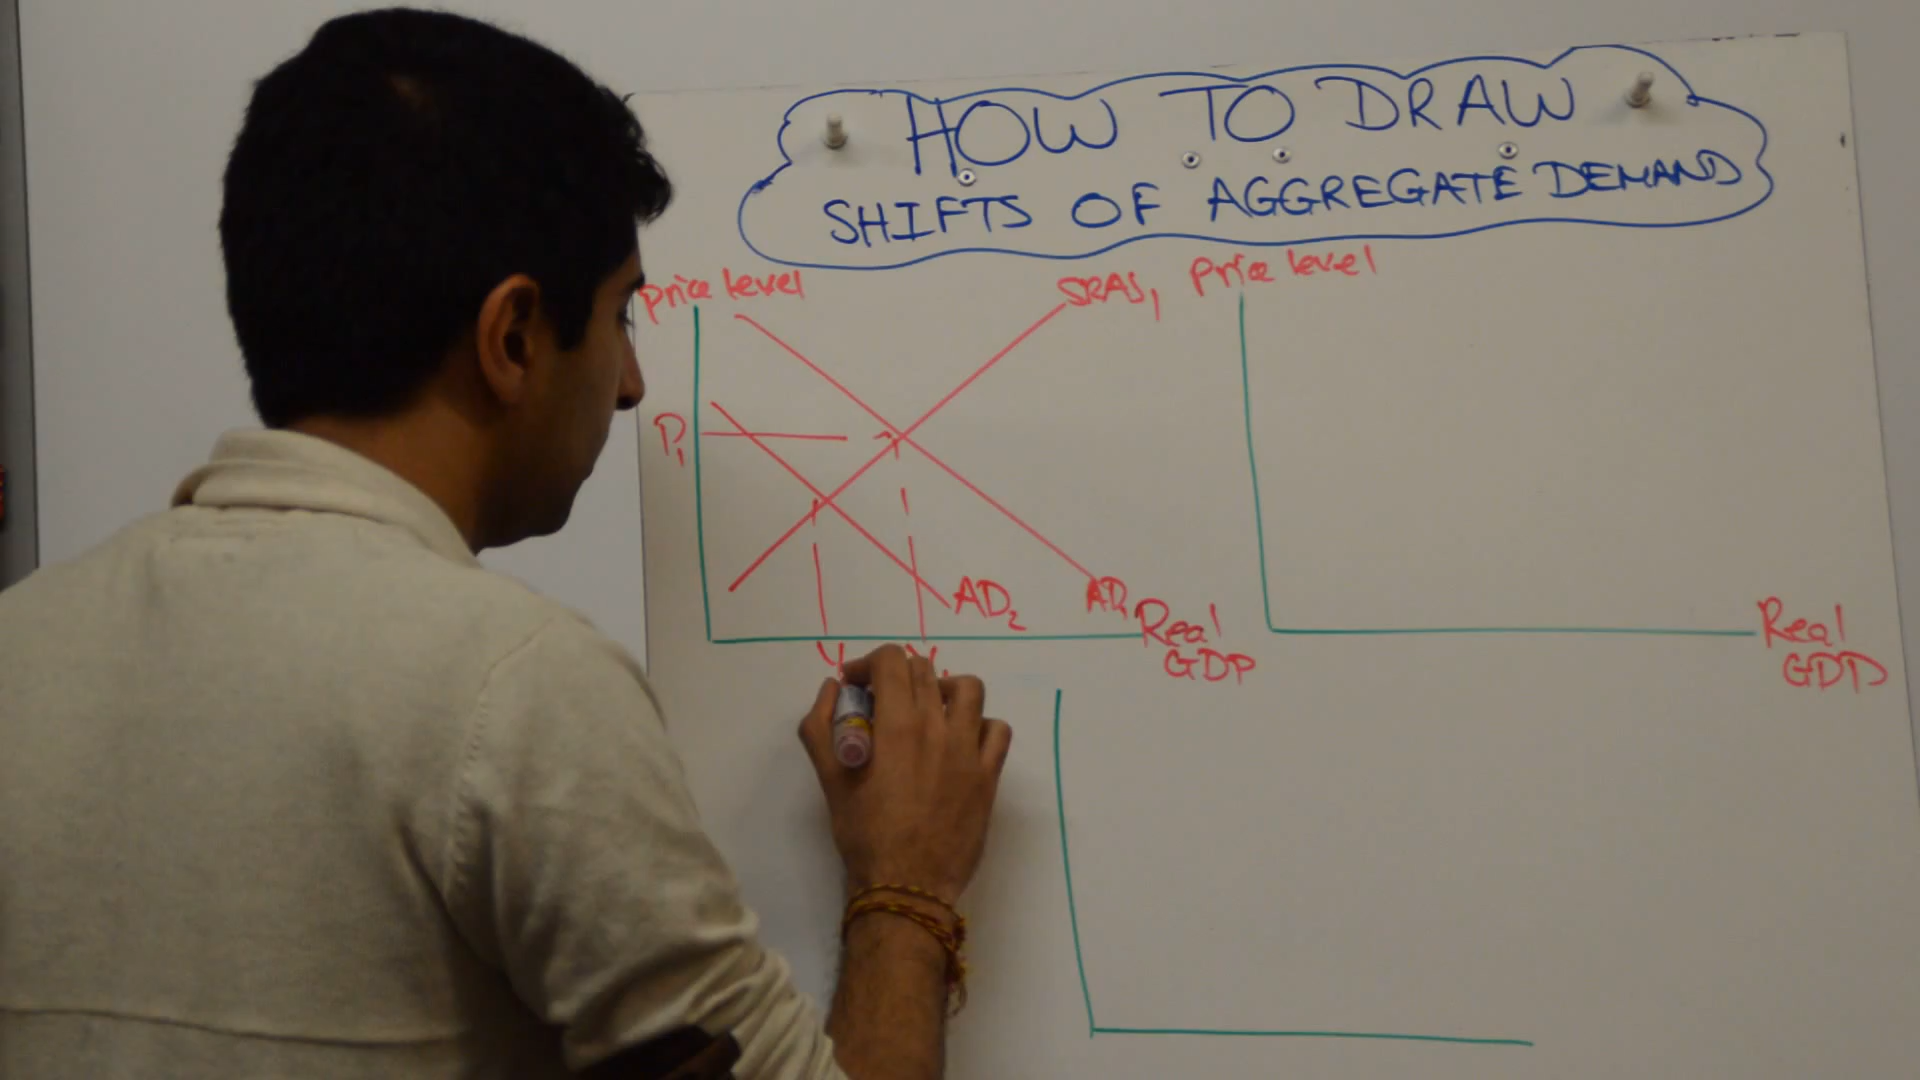 HOW TO DRAW
SHIFTS OF AGGREGATE DEMAND
Price level
SRAS1
P1
AD2
AD1
Real
GDP
Y
Y1
Price level
Real
GDP